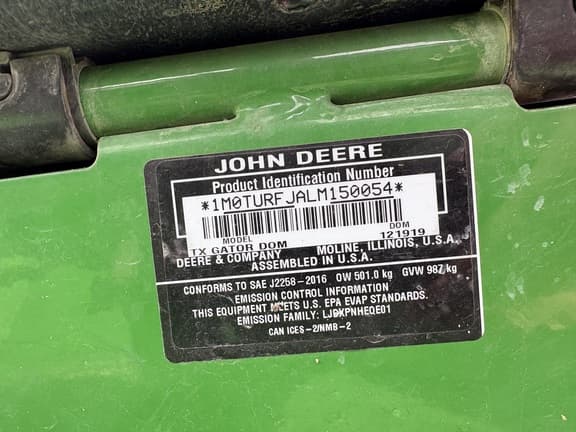 JOHN DEERE
Product Identification Number
*1M0TURFJALM150054*
MODEL DOM
TX GATOR DOM 121919
DEERE & COMPANY MOLINE, ILLINOIS, U.S.A.
ASSEMBLED IN U.S.A.
CONFORMS TO SAE J2258-2016 OW 501.0 kg GVW 987 kg
EMISSION CONTROL INFORMATION
THIS EQUIPMENT MEETS U.S. EPA EVAP STANDARDS.
EMISSION FAMILY: LJDXPNHEQE01
CAN ICES-2/NMB-2